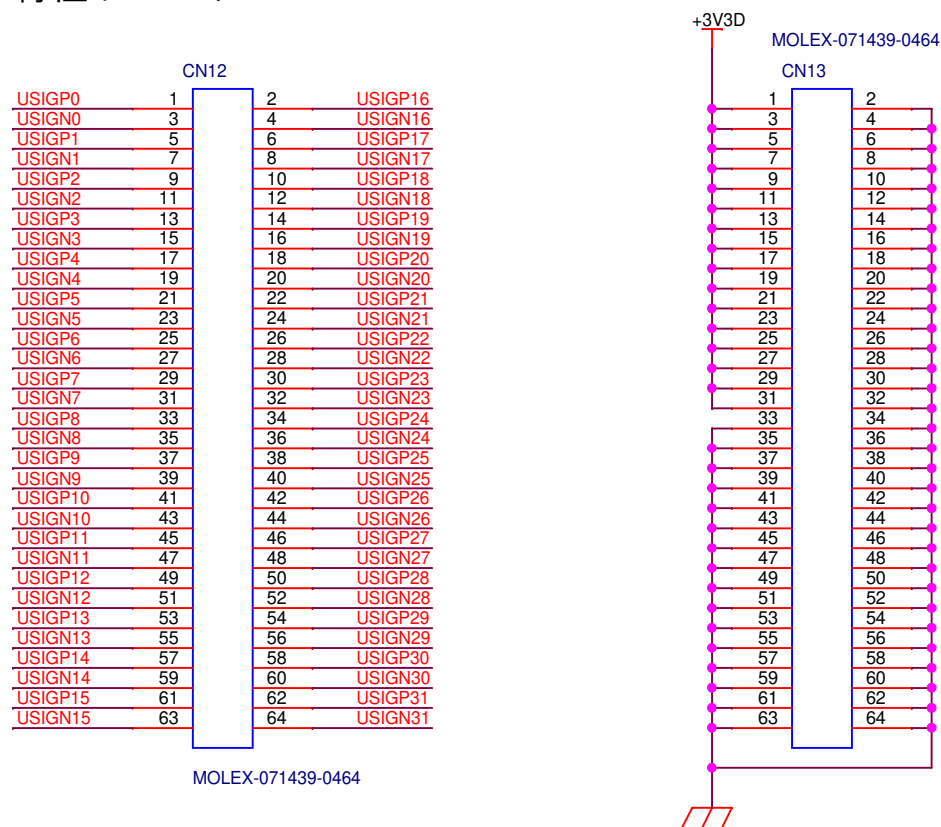 +3V3D
MOLEX-071439-0464
CN12
CN13
USIGP0 1 2 USIGP16
USIGN0 3 4 USIGN16
USIGP1 5 6 USIGP17
USIGN1 7 8 USIGN17
USIGP2 9 10 USIGP18
USIGN2 11 12 USIGN18
USIGP3 13 14 USIGP19
USIGN3 15 16 USIGN19
USIGP4 17 18 USIGP20
USIGN4 19 20 USIGN20
USIGP5 21 22 USIGP21
USIGN5 23 24 USIGN21
USIGP6 25 26 USIGP22
USIGN6 27 28 USIGN22
USIGP7 29 30 USIGP23
USIGN7 31 32 USIGN23
USIGP8 33 34 USIGP24
USIGN8 35 36 USIGN24
USIGP9 37 38 USIGP25
USIGN9 39 40 USIGN25
USIGP10 41 42 USIGP26
USIGN10 43 44 USIGN26
USIGP11 45 46 USIGP27
USIGN11 47 48 USIGN27
USIGP12 49 50 USIGP28
USIGN12 51 52 USIGN28
USIGP13 53 54 USIGP29
USIGN13 55 56 USIGN29
USIGP14 57 58 USIGP30
USIGN14 59 60 USIGN30
USIGP15 61 62 USIGP31
USIGN15 63 64 USIGN31
MOLEX-071439-0464
1 2
3 4
5 6
7 8
9 10
11 12
13 14
15 16
17 18
19 20
21 22
23 24
25 26
27 28
29 30
31 32
33 34
35 36
37 38
39 40
41 42
43 44
45 46
47 48
49 50
51 52
53 54
55 56
57 58
59 60
61 62
63 64